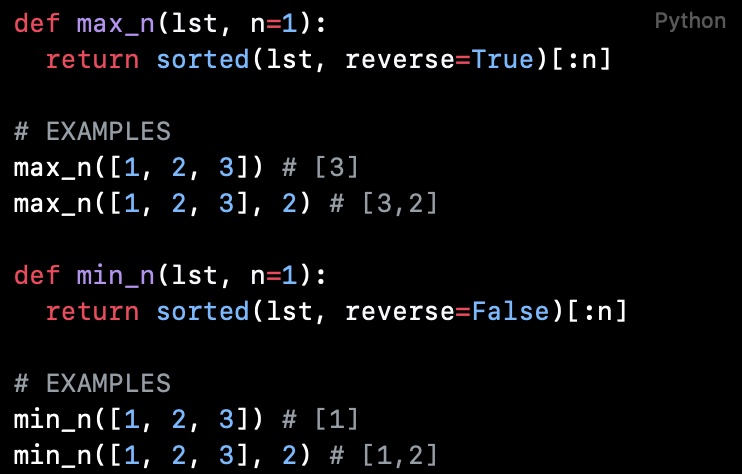 Python
def max_n(lst, n=1):
  return sorted(lst, reverse=True)[:n]

# EXAMPLES
max_n([1, 2, 3]) # [3]
max_n([1, 2, 3], 2) # [3,2]

def min_n(lst, n=1):
  return sorted(lst, reverse=False)[:n]

# EXAMPLES
min_n([1, 2, 3]) # [1]
min_n([1, 2, 3], 2) # [1,2]